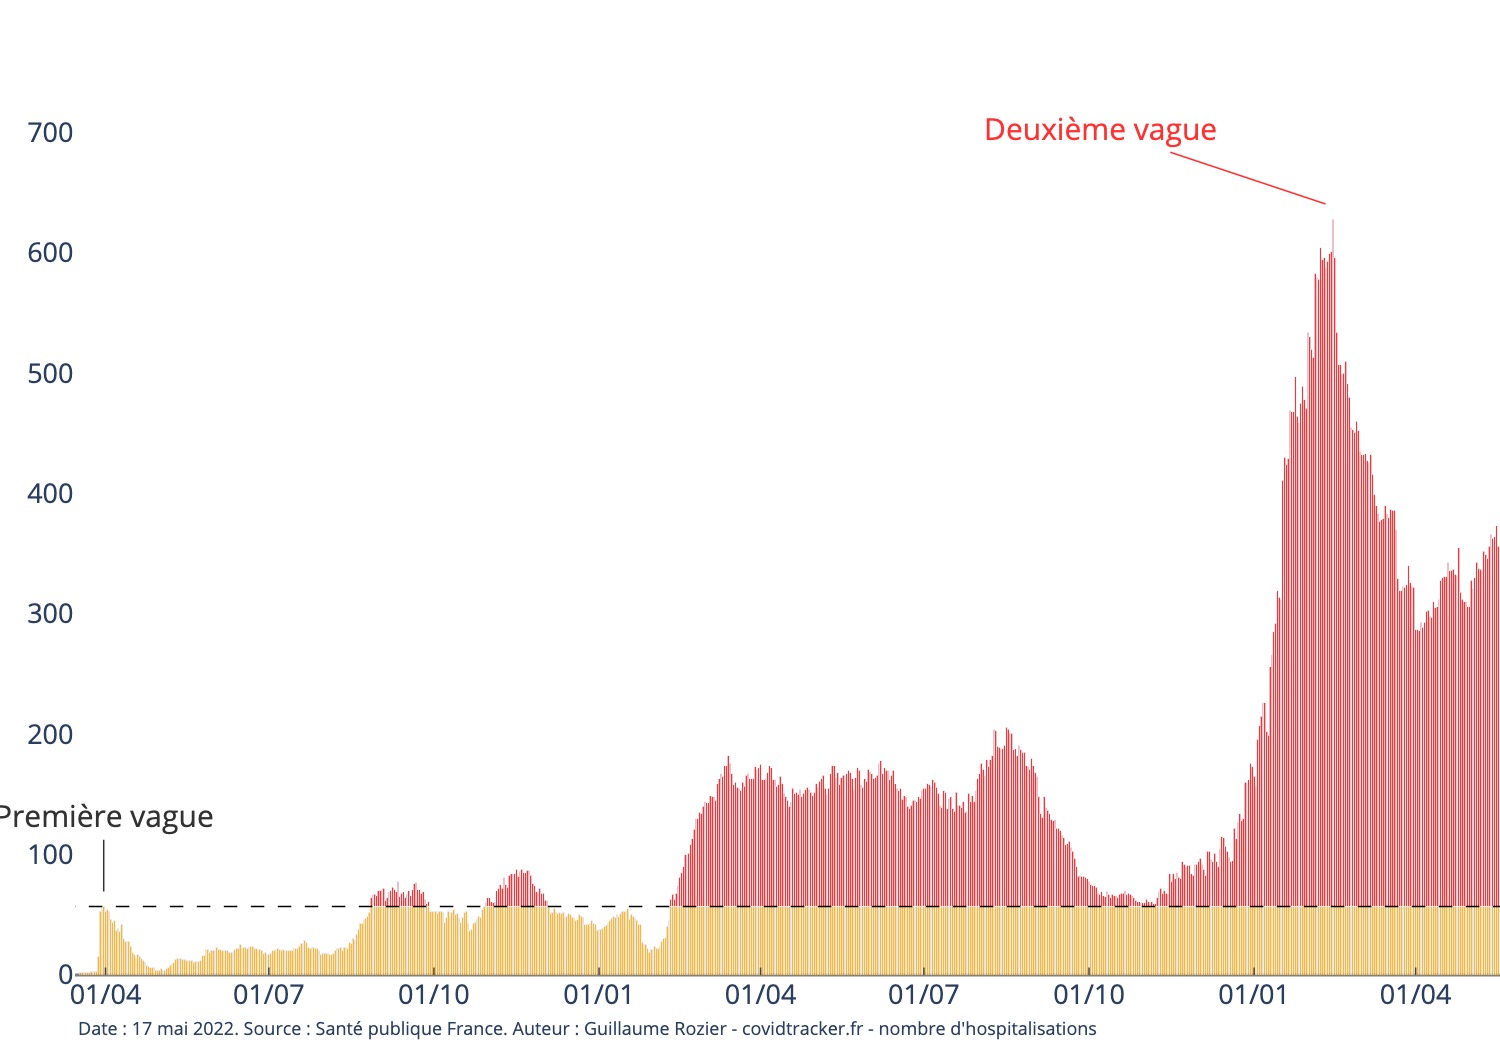 Deuxième vague
700
600
500
400
300
200
Première vague
100
0
01/04 01/07 01/10 01/01 01/04 01/07 01/10 01/01 01/04
Date : 17 mai 2022. Source : Santé publique France. Auteur : Guillaume Rozier - covidtracker.fr - nombre d'hospitalisations